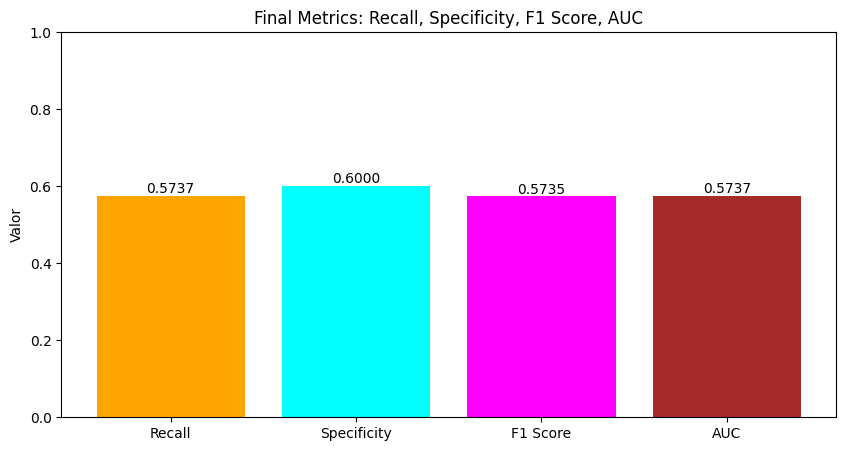 Final Metrics: Recall, Specificity, F1 Score, AUC
Valor
1.0
0.8
0.6
0.4
0.2
0.0
0.5737
0.6000
0.5735
0.5737
Recall
Specificity
F1 Score
AUC